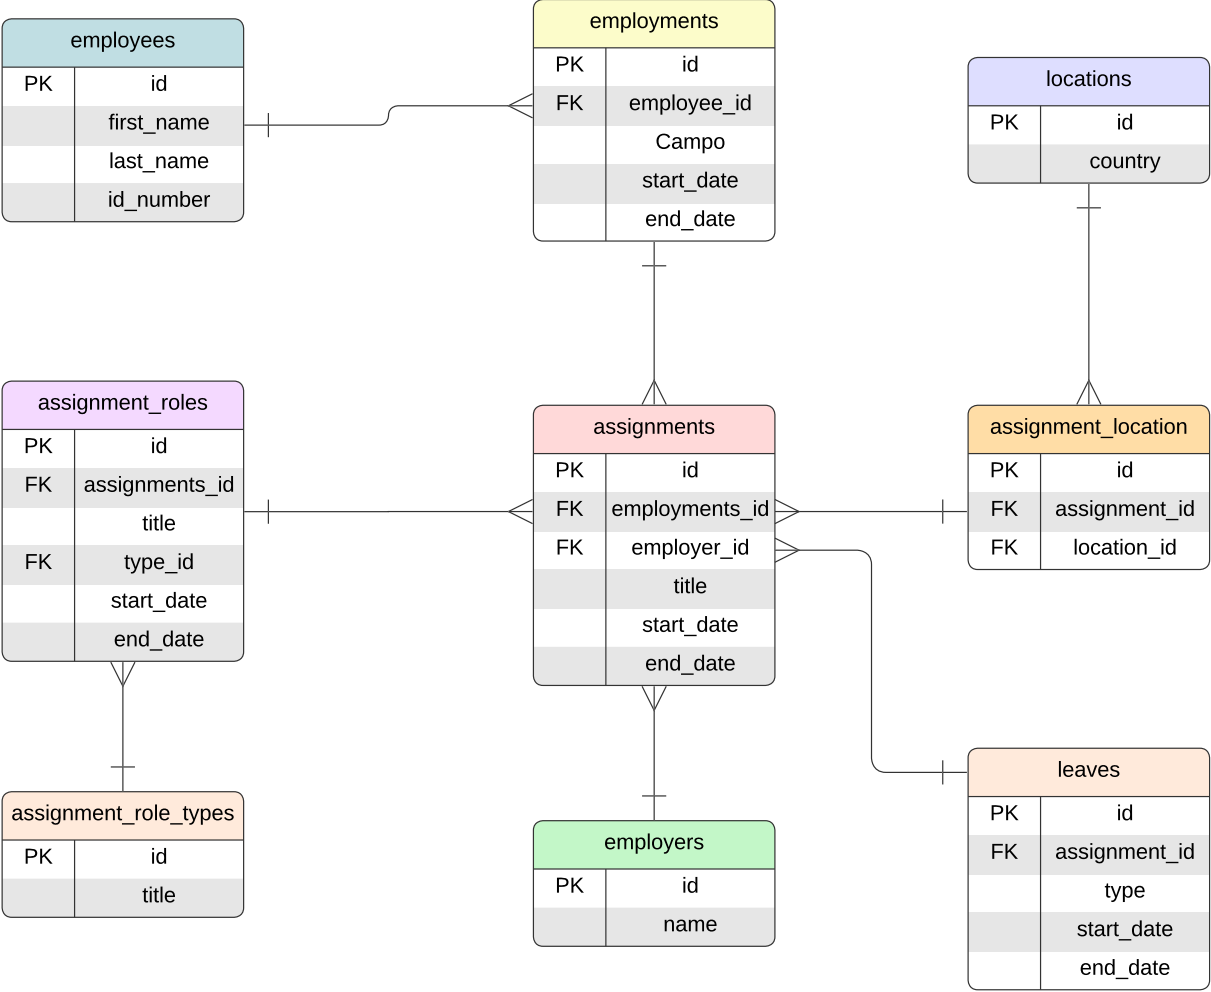 employees
PK id
first_name
last_name
id_number
employments
PK id
FK employee_id
Campo
start_date
end_date
locations
PK id
country
assignment_roles
PK id
FK assignments_id
title
FK type_id
start_date
end_date
assignments
PK id
FK employments_id
FK employer_id
title
start_date
end_date
assignment_location
PK id
FK assignment_id
FK location_id
assignment_role_types
PK id
title
employers
PK id
name
leaves
PK id
FK assignment_id
type
start_date
end_date